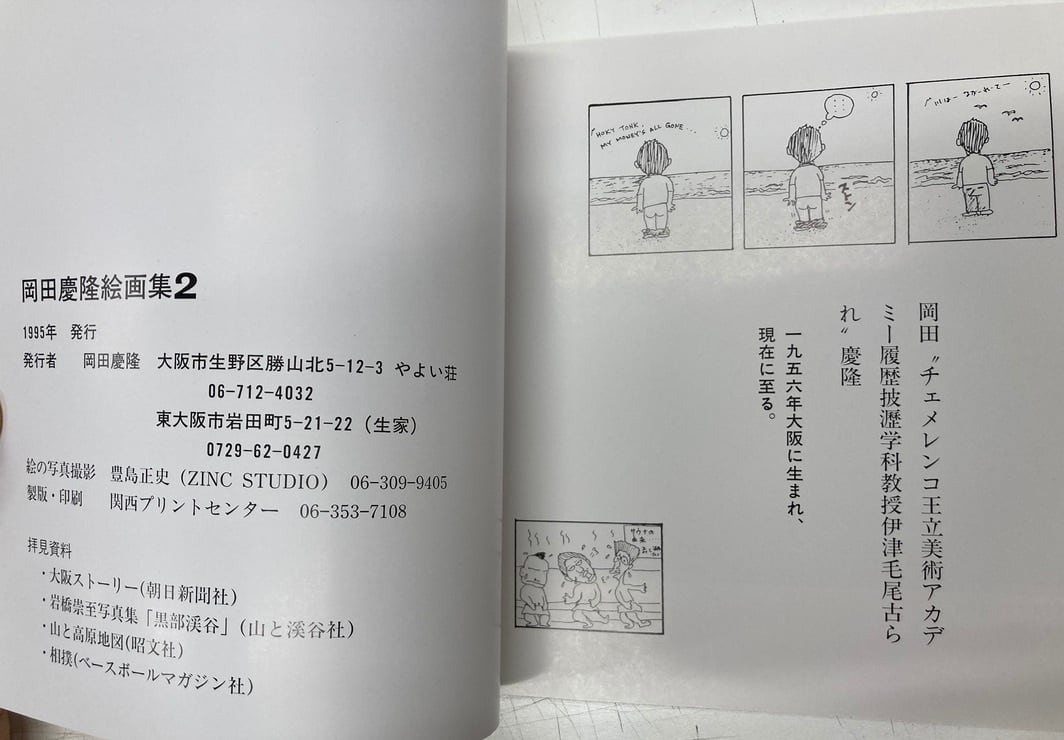 岡田慶隆絵画集2
1995年 発行
発行者 岡田慶隆 大阪市生野区勝山北5-12-3 やよい荘
06-712-4032
東大阪市岩田町5-21-22（生家）
0729-62-0427
絵の写真撮影 豊島正史（ZINC STUDIO） 06-309-9405
製版・印刷 関西プリントセンター 06-353-7108
拝見資料
・大阪ストーリー(朝日新聞社)
・岩橋崇至写真集「黒部渓谷」(山と溪谷社)
・山と高原地図(昭文社)
・相撲(ベースボールマガジン社)
HOKY TONK,
MY MONEY'S ALL GONE...
ストン
岡田〝チェメレンコ王立美術アカデ
ミー履歴披瀝学科教授伊津毛尾古ら
れ〟慶隆
一九五六年大阪に生まれ、
現在に至る。
サウナの